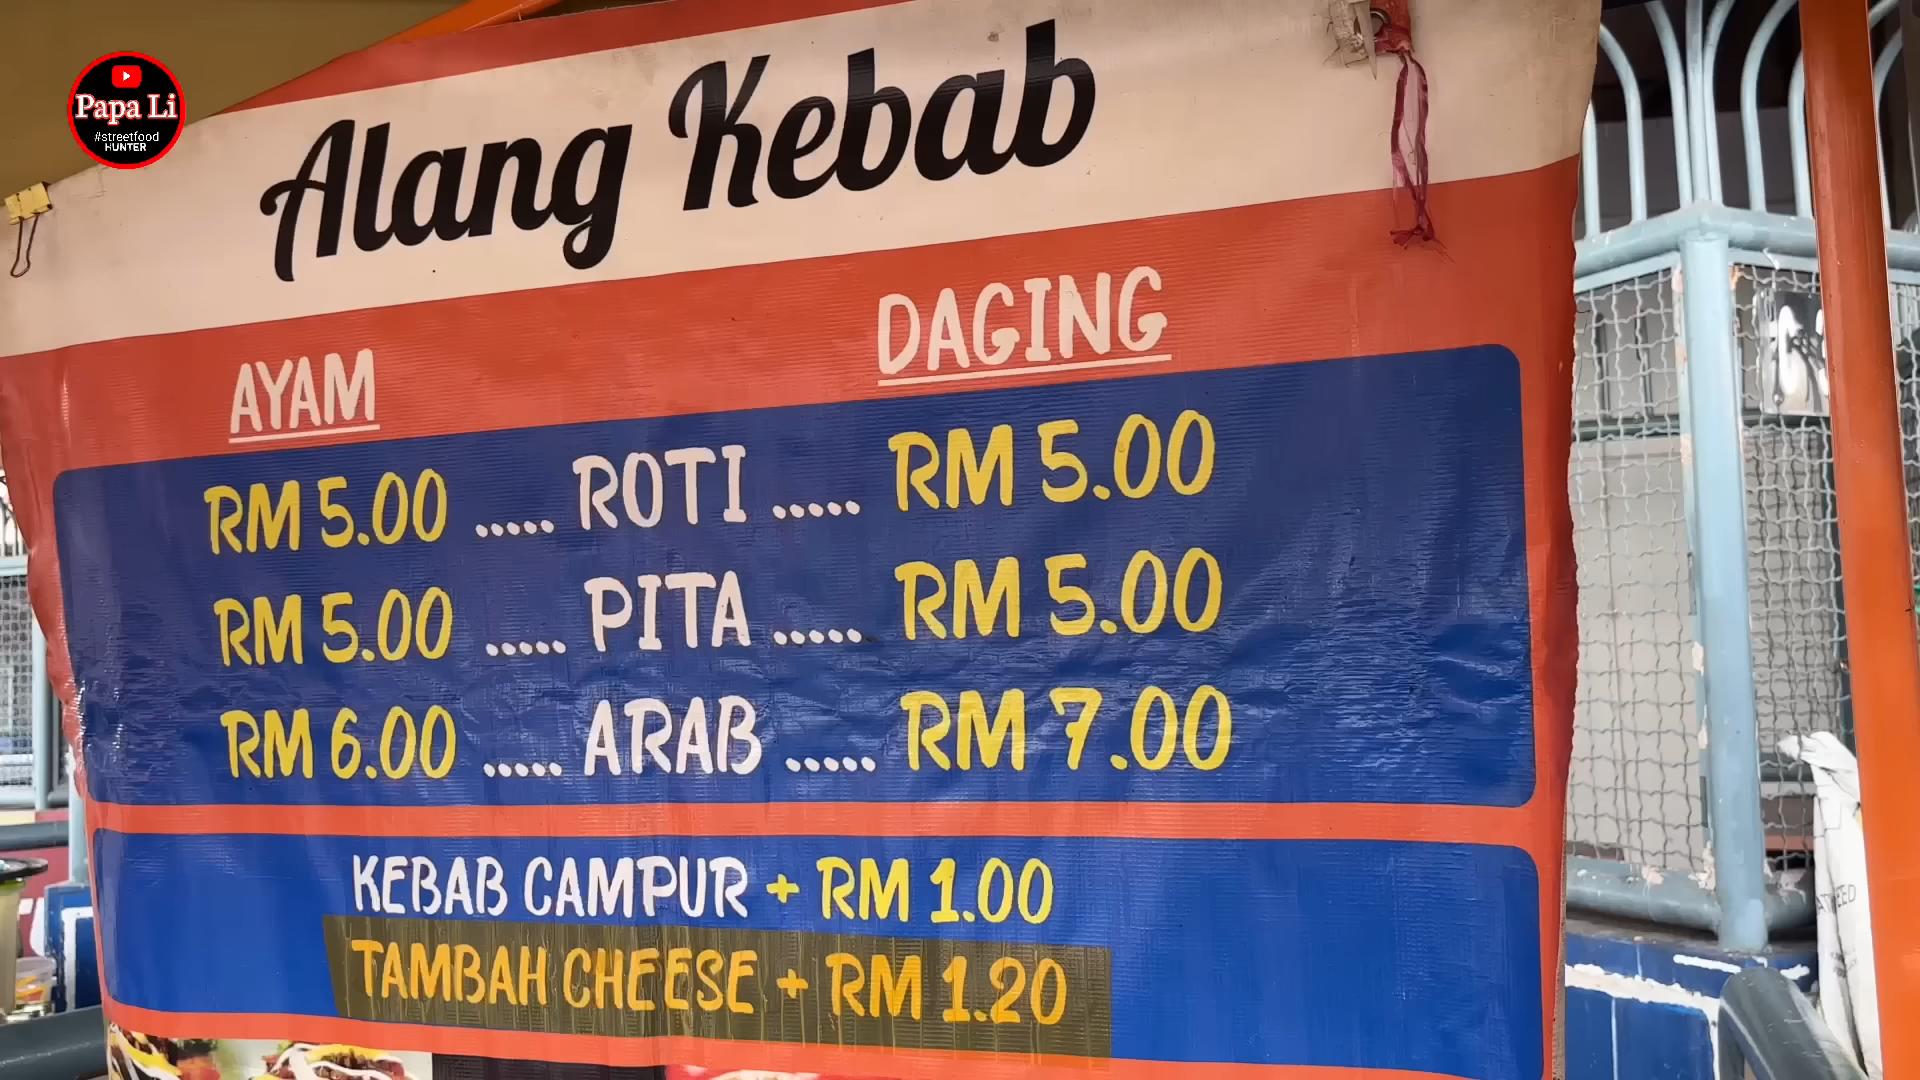 Papa Li
#streetfood
HUNTER
Alang Kebab
AYAM DAGING
RM 5.00 ..... ROTI ..... RM 5.00
RM 5.00 ..... PITA ..... RM 5.00
RM 6.00 ..... ARAB ..... RM 7.00
KEBAB CAMPUR + RM 1.00
TAMBAH CHEESE + RM 1.20